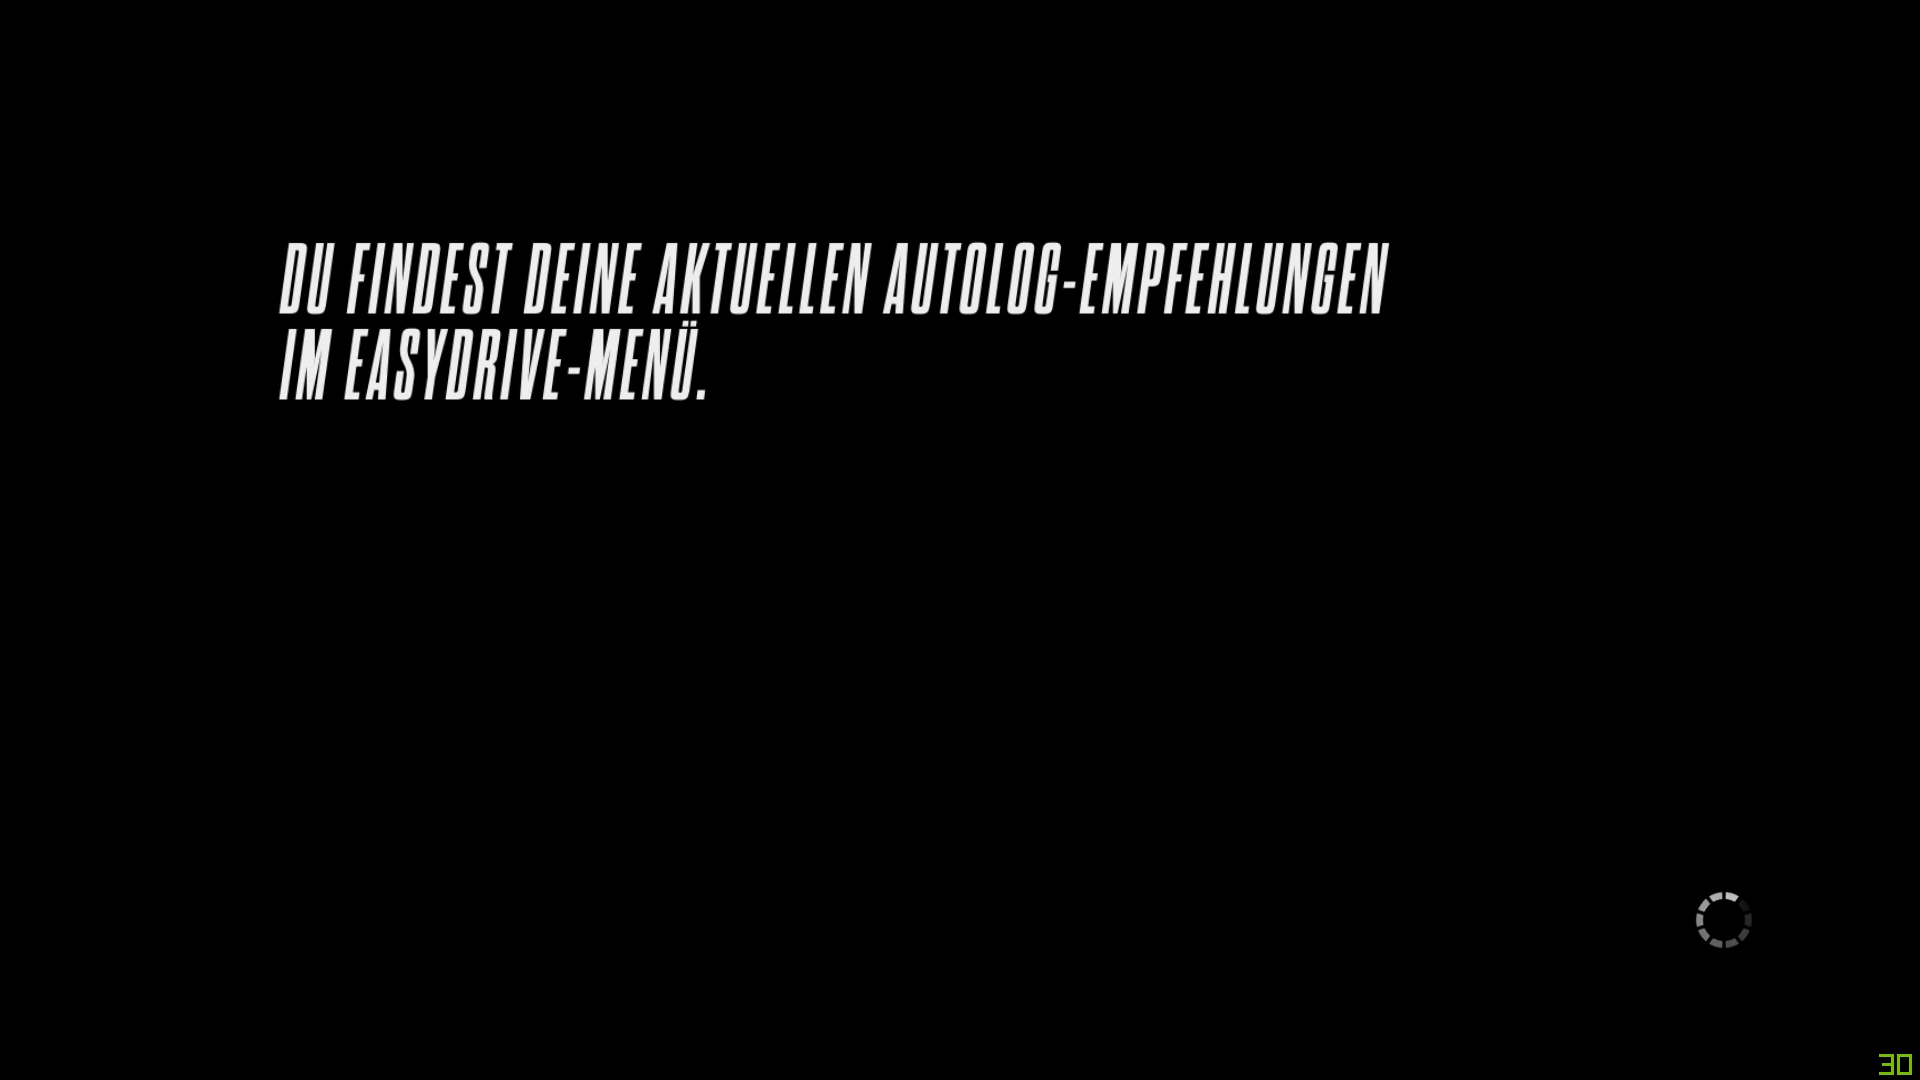 DU FINDEST DEINE AKTUELLEN AUTOLOG-EMPFEHLUNGEN
IM EASYDRIVE-MENÜ.
30